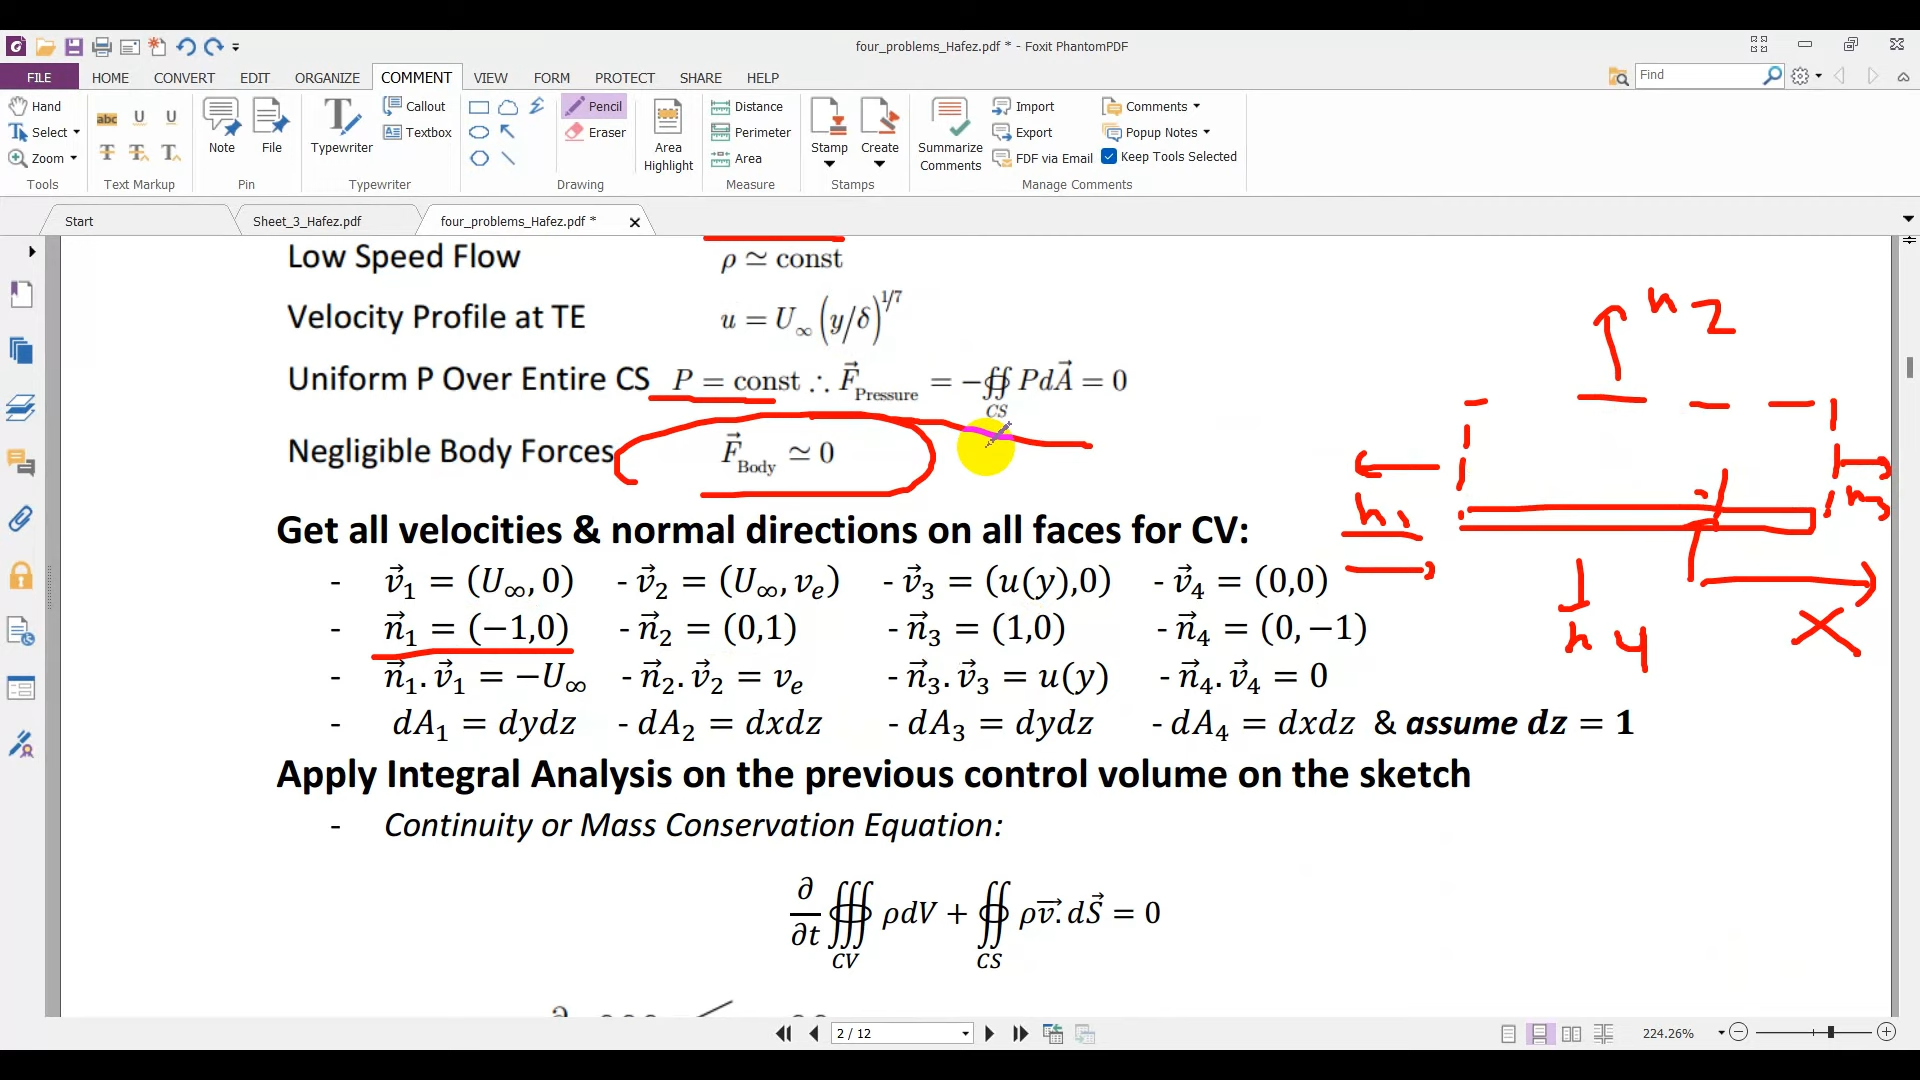 four_problems_Hafez.pdf * - Foxit PhantomPDF
FILE HOME CONVERT EDIT ORGANIZE COMMENT VIEW FORM PROTECT SHARE HELP
Find
Hand
Select
Zoom
Tools
abc U U
T T T
Text Markup
Note
File
Pin
Typewriter
Callout
Textbox
Typewriter
Pencil
Eraser
Drawing
Area Highlight
Distance
Perimeter
Area
Measure
Stamp
Create
Stamps
Summarize Comments
Import
Export
FDF via Email
Comments
Popup Notes
Keep Tools Selected
Manage Comments
Start
Sheet_3_Hafez.pdf
four_problems_Hafez.pdf *
Low Speed Flow ρ ≃ const
Velocity Profile at TE u = U∞ (y/δ)^1/7
Uniform P Over Entire CS P = const ∴ F⃗_Pressure = −∯_CS PdA⃗ = 0
Negligible Body Forces F⃗_Body ≃ 0
n2
n1
n3
n4
X
Get all velocities & normal directions on all faces for CV:
- v⃗₁ = (U∞, 0) - v⃗₂ = (U∞, vₑ) - v⃗₃ = (u(y),0) - v⃗₄ = (0,0)
- n⃗₁ = (−1,0) - n⃗₂ = (0,1) - n⃗₃ = (1,0) - n⃗₄ = (0, −1)
- n⃗₁. v⃗₁ = −U∞ - n⃗₂. v⃗₂ = vₑ - n⃗₃. v⃗₃ = u(y) - n⃗₄. v⃗₄ = 0
- dA₁ = dydz - dA₂ = dxdz - dA₃ = dydz - dA₄ = dxdz & assume dz = 1
Apply Integral Analysis on the previous control volume on the sketch
- Continuity or Mass Conservation Equation:
∂/∂t ∰_CV ρdV + ∯_CS ρv⃗. dS⃗ = 0
2 / 12
224.26%